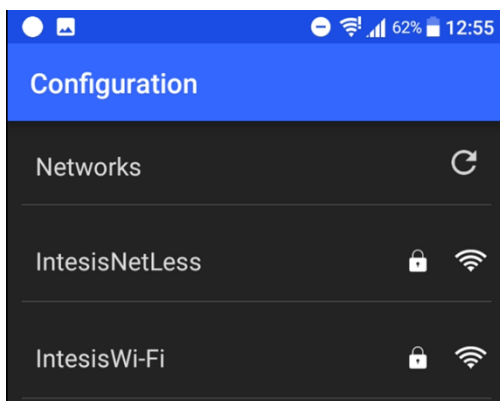 62% 12:55
Configuration
Networks
IntesisNetLess
IntesisWi-Fi